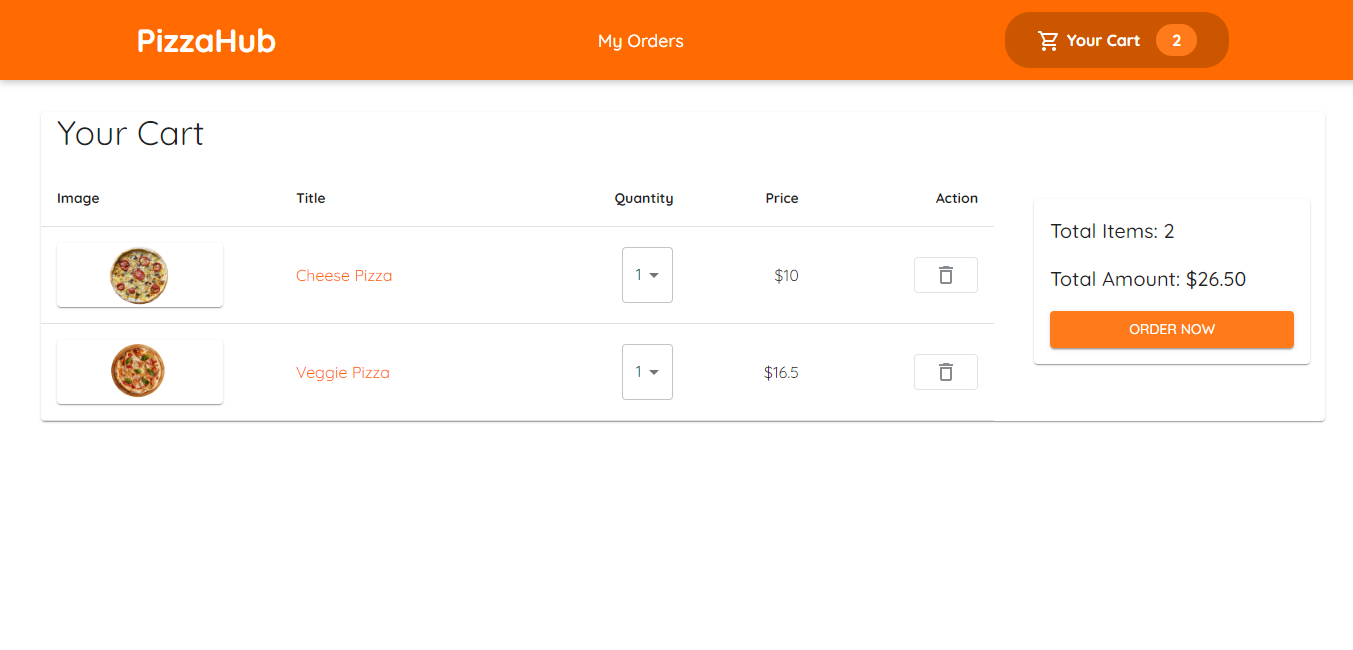 PizzaHub
My Orders
Your Cart 2
Your Cart
Image Title Quantity Price Action
Cheese Pizza 1 $10
Veggie Pizza 1 $16.5
Total Items: 2
Total Amount: $26.50
ORDER NOW